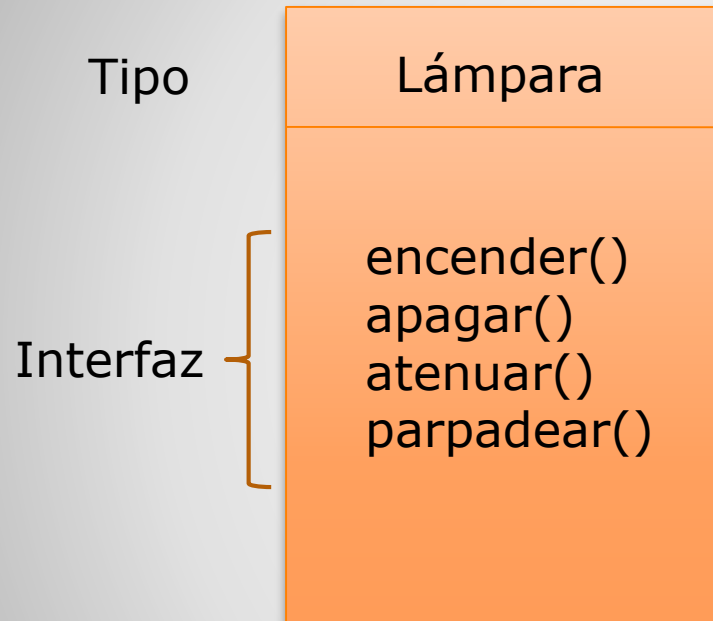 Tipo
Lámpara
Interfaz
encender()
apagar()
atenuar()
parpadear()